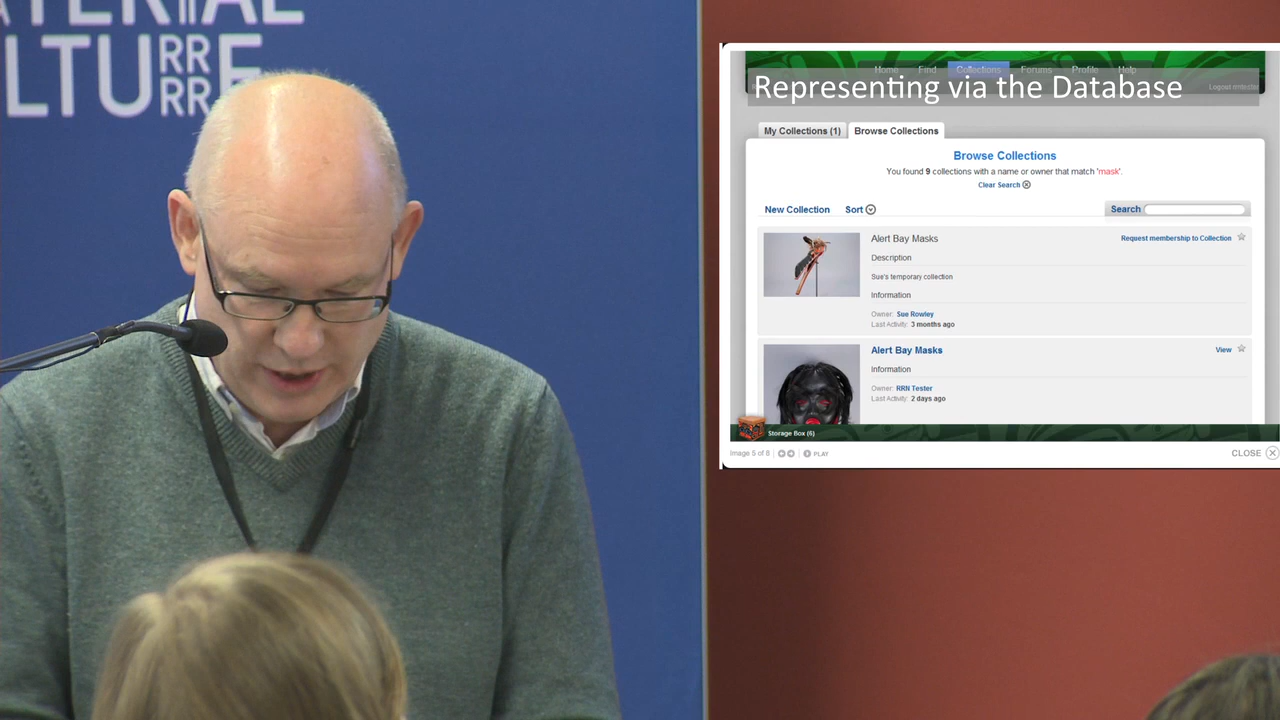 LTURE
RR
RR
Home Find Collections Forums Profile Help
Representing via the Database
My Collections (1) Browse Collections
Browse Collections
You found 9 collections with a name or owner that match 'mask'.
Clear Search
New Collection Sort Search
Alert Bay Masks Request membership to Collection
Description
Sue's temporary collection
Information
Owner: Sue Rowley
Last Activity: 3 months ago
Alert Bay Masks View
Information
Owner: RRN Tester
Last Activity: 2 days ago
Storage Box (6)
Image 5 of 8 PLAY CLOSE